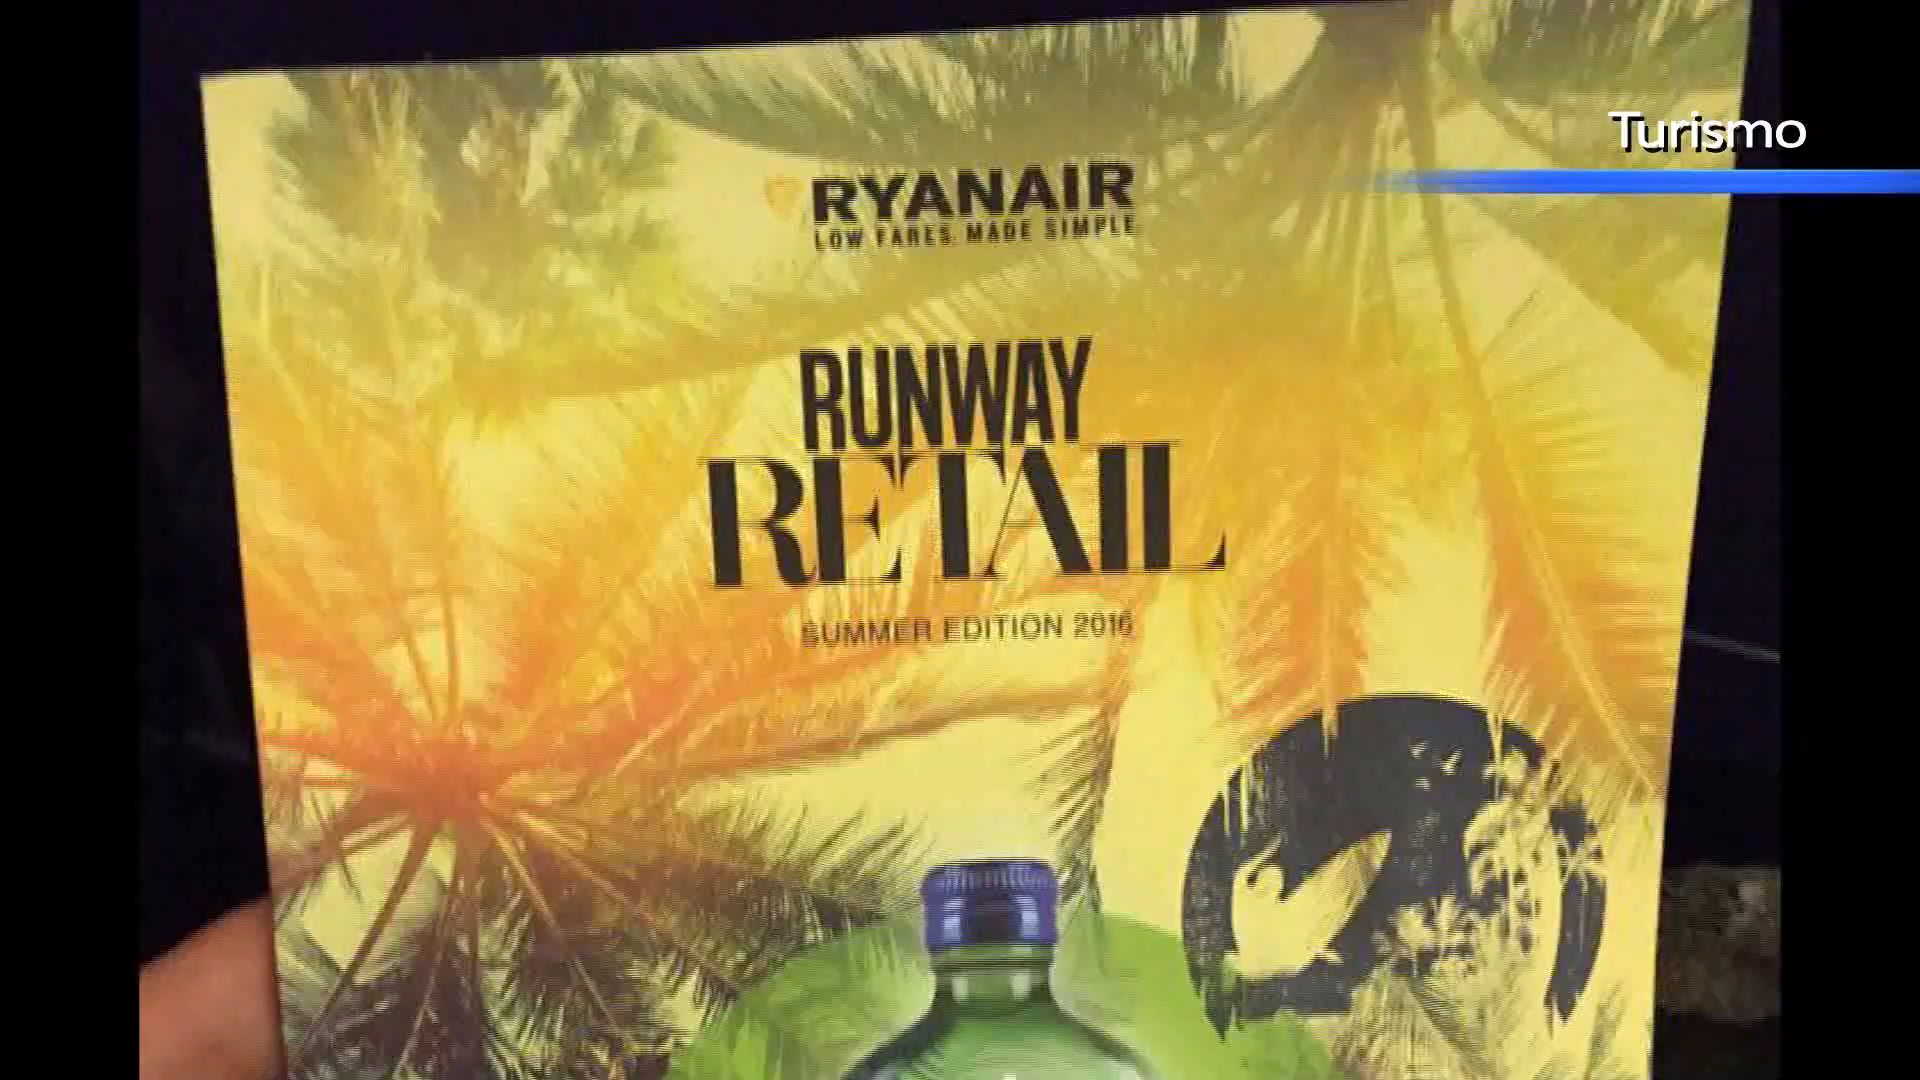 Turismo
RYANAIR
LOW FARES. MADE SIMPLE.
RUNWAY
RETAIL
SUMMER EDITION 2016